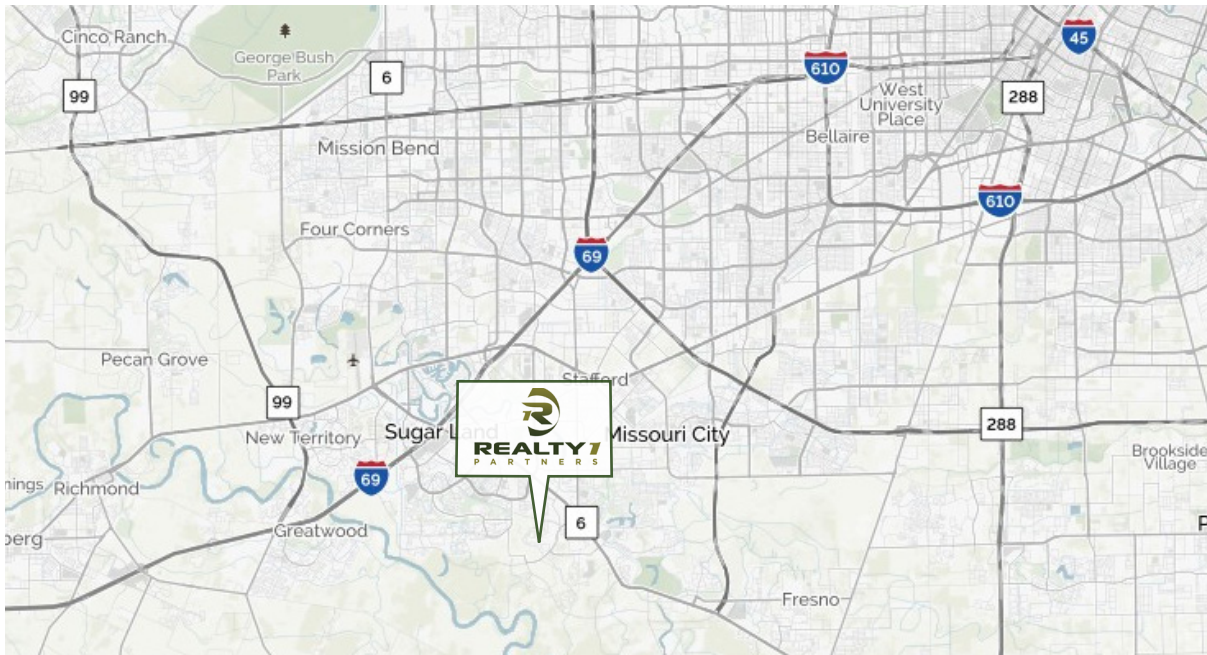 Cinco Ranch
George Bush
Park
99
6
610
45
288
West
University
Place
Bellaire
Mission Bend
610
Four Corners
69
Pecan Grove
Stafford
99
288
New Territory
Sugar Land
REALTY 1
PARTNERS
Missouri City
Brookside
Village
nings
Richmond
69
6
Greatwood
berg
P
Fresno